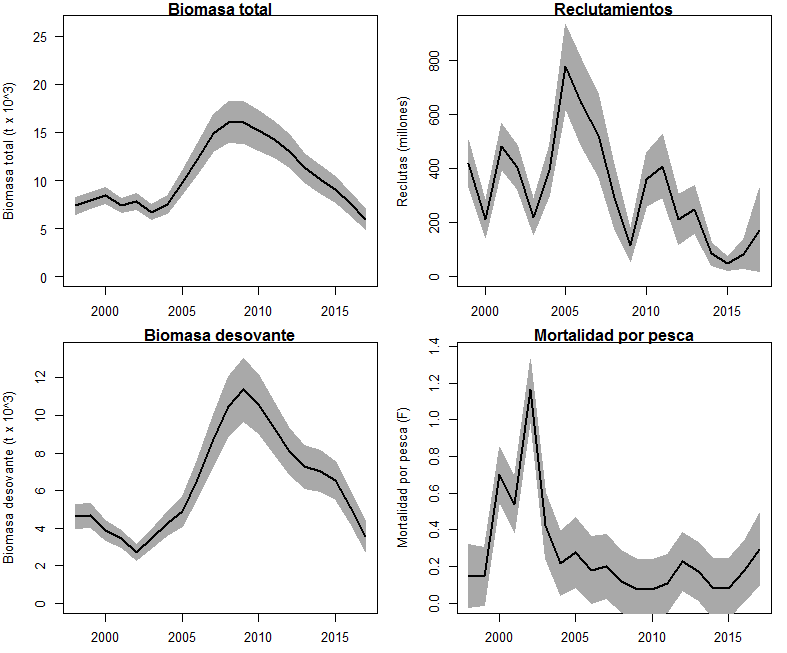 Biomasa total
Biomasa total (t x 10^3)
25
20
15
10
5
0
2000 2005 2010 2015
Reclutamientos
Reclutas (millones)
800
600
400
200
0
2000 2005 2010 2015
Biomasa desovante
Biomasa desovante (t x 10^3)
12
10
8
6
4
2
0
2000 2005 2010 2015
Mortalidad por pesca
Mortalidad por pesca (F)
1.4
1.2
1.0
0.8
0.6
0.4
0.2
0.0
2000 2005 2010 2015